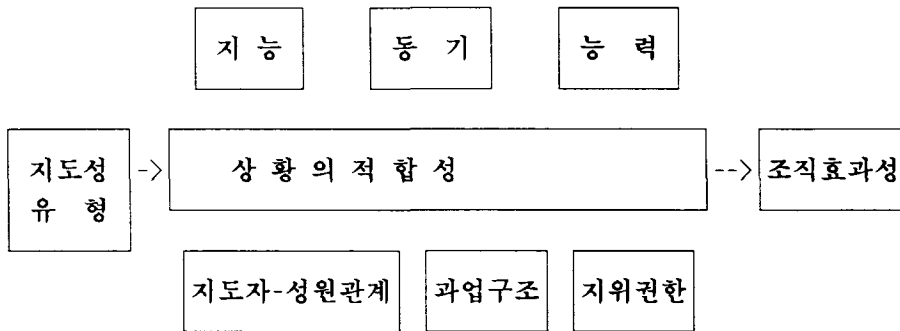 지 능 동 기 능 력
지도성 -> 상 황 의 적 합 성 --> 조직효과성
유 형
지도자-성원관계 과업구조 지위권한